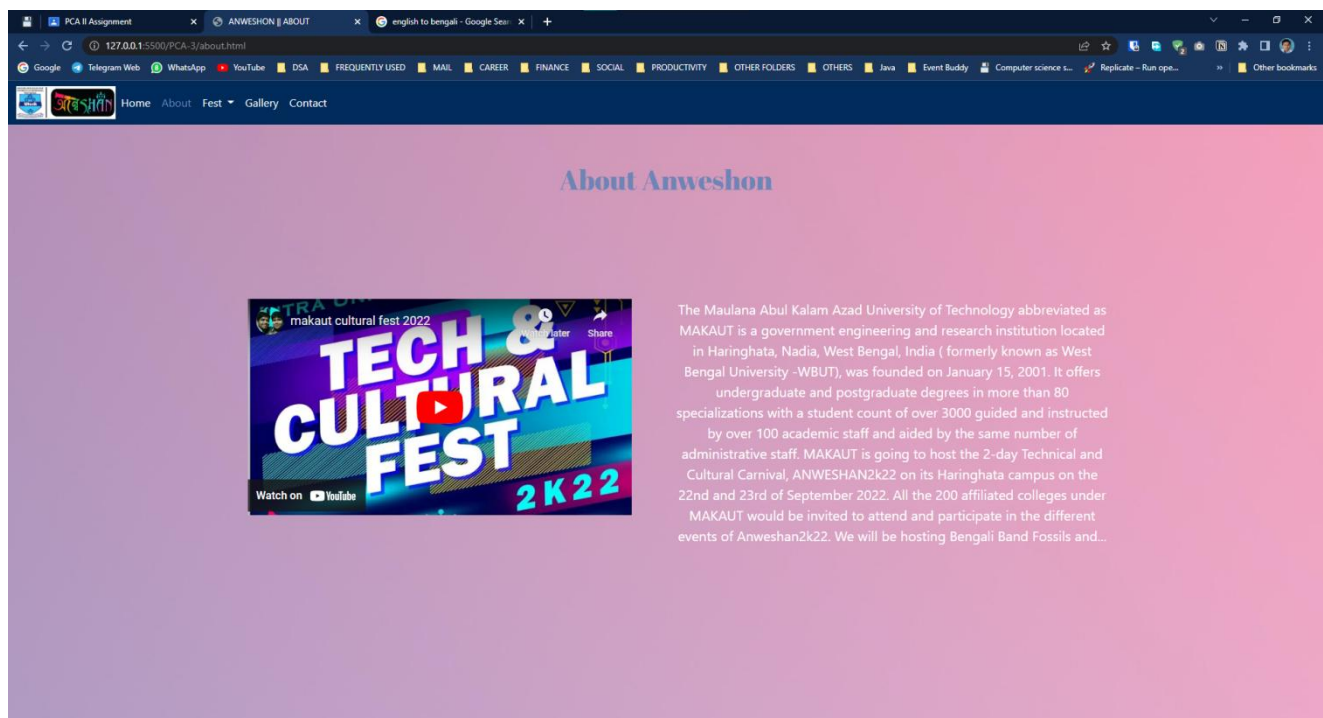 PCA II Assignment
ANWESHON || ABOUT
english to bengali - Google Sear
127.0.0.1:5500/PCA-3/about.html
Google Telegram Web WhatsApp YouTube DSA FREQUENTLY USED MAIL CAREER FINANCE SOCIAL PRODUCTIVITY OTHER FOLDERS OTHERS Java Event Buddy Computer science s... Replicate – Run ope... » Other bookmarks
Home About Fest Gallery Contact
About Anweshon
makaut cultural fest 2022
Watch later Share
TECH &
CULTURAL
FEST
2K22
Watch on YouTube
The Maulana Abul Kalam Azad University of Technology abbreviated as
MAKAUT is a government engineering and research institution located
in Haringhata, Nadia, West Bengal, India ( formerly known as West
Bengal University -WBUT), was founded on January 15, 2001. It offers
undergraduate and postgraduate degrees in more than 80
specializations with a student count of over 3000 guided and instructed
by over 100 academic staff and aided by the same number of
administrative staff. MAKAUT is going to host the 2-day Technical and
Cultural Carnival, ANWESHAN2k22 on its Haringhata campus on the
22nd and 23rd of September 2022. All the 200 affiliated colleges under
MAKAUT would be invited to attend and participate in the different
events of Anweshan2k22. We will be hosting Bengali Band Fossils and...